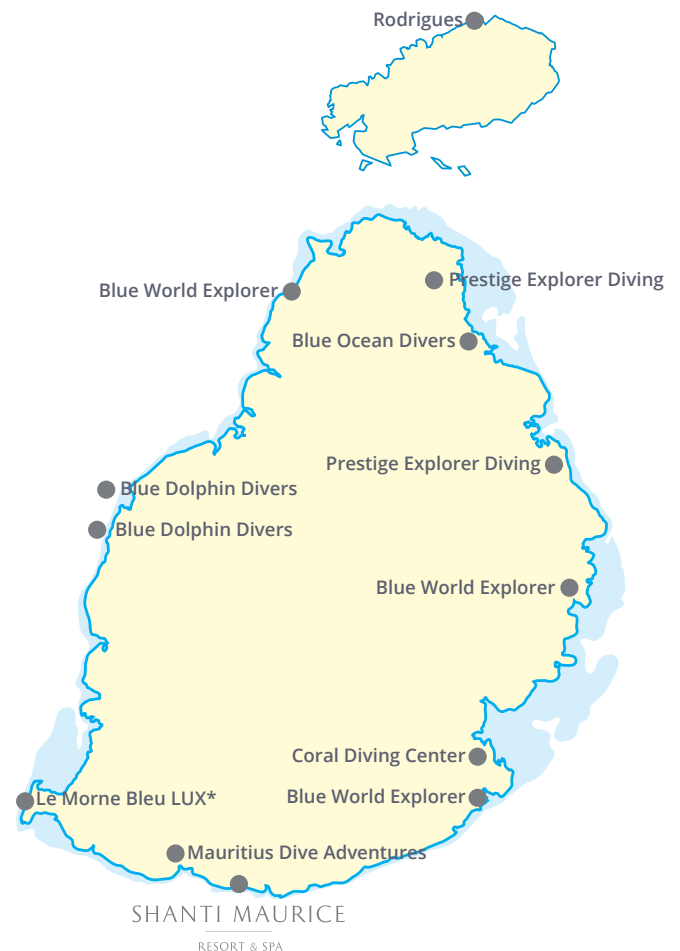 Rodrigues
Blue World Explorer
Prestige Explorer Diving
Blue Ocean Divers
Prestige Explorer Diving
Blue Dolphin Divers
Blue Dolphin Divers
Blue World Explorer
Coral Diving Center
Le Morne Bleu LUX*
Blue World Explorer
Mauritius Dive Adventures
SHANTI MAURICE
RESORT & SPA